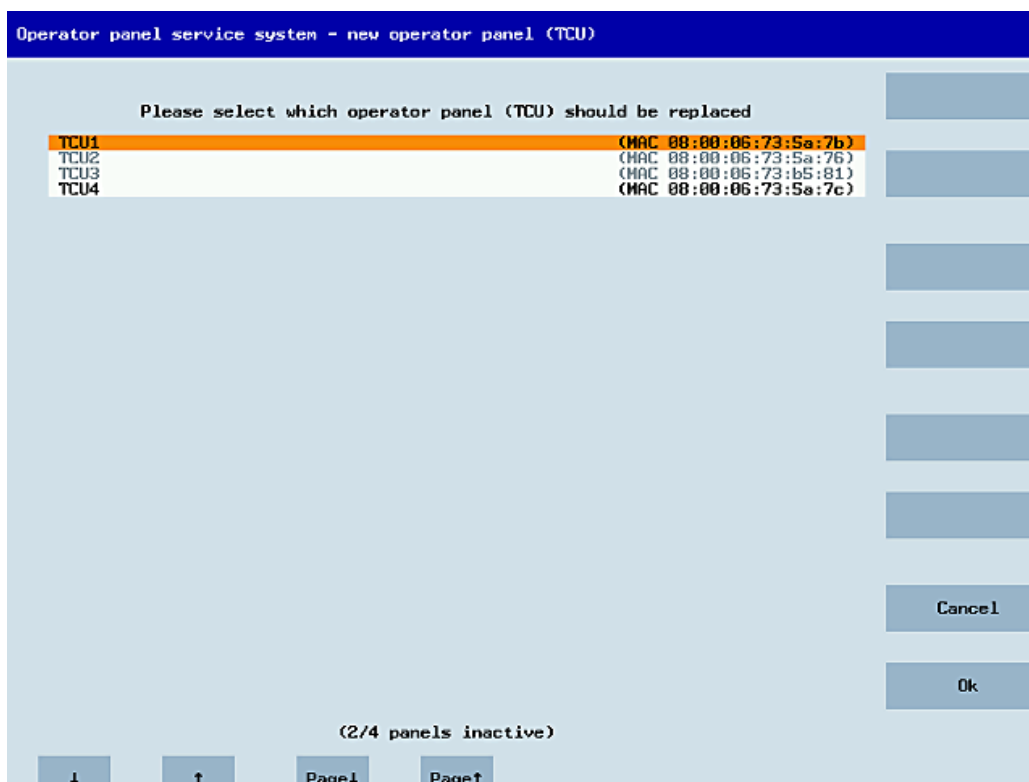 Operator panel service system - new operator panel (TCU)
Please select which operator panel (TCU) should be replaced
TCU1 (MAC 08:00:06:73:5a:7b)
TCU2 (MAC 08:00:06:73:5a:76)
TCU3 (MAC 08:00:06:73:b5:81)
TCU4 (MAC 08:00:06:73:5a:7c)
Cancel
Ok
(2/4 panels inactive)
↓ ↑ Page↓ Page↑